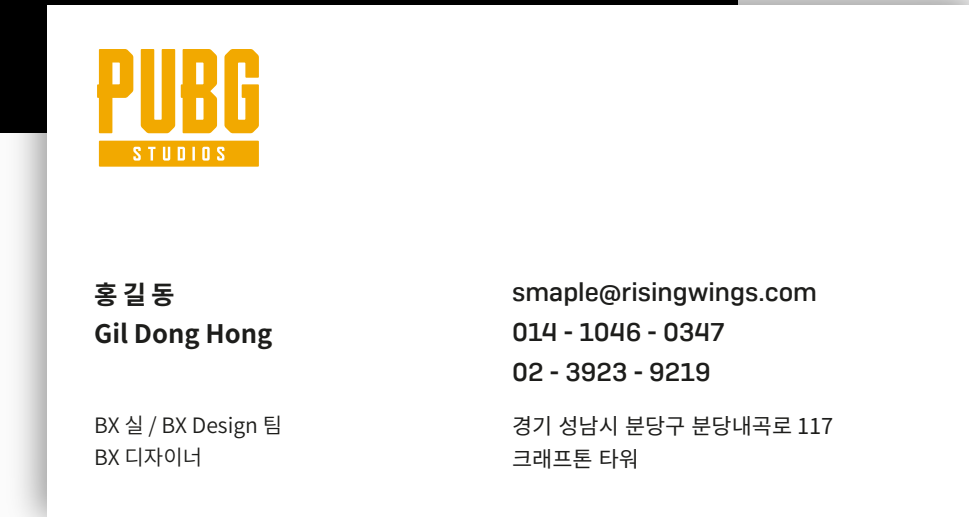 PUBG
STUDIOS
홍길동
Gil Dong Hong
BX 실 / BX Design 팀
BX 디자이너
smaple@risingwings.com
014 - 1046 - 0347
02 - 3923 - 9219
경기 성남시 분당구 분당내곡로 117
크래프톤 타워